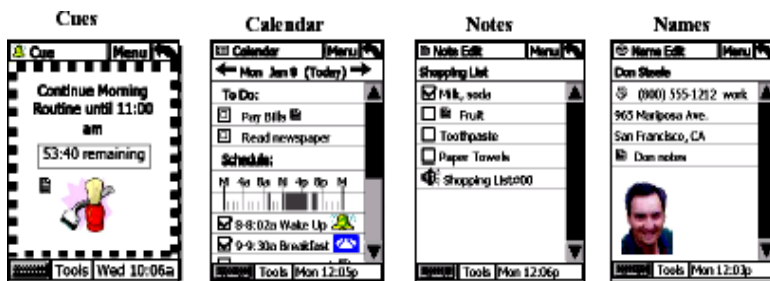 Cues
Calendar
Notes
Names
Cue Menu
Continue Morning
Routine until 11:00
am
53:40 remaining
Tools Wed 10:06a
Calendar Menu
Mon Jan 8 (Today)
To Do:
Pay Bills
Read newspaper
Schedule:
M 4a 8a N 4p 8p M
8-8:02a Wake Up
9-9:30a Breakfast
Tools Mon 12:05p
Note Edit Menu
Shopping List
Milk, soda
Fruit
Toothpaste
Paper Towels
Shopping List#00
Tools Mon 12:06p
Name Edit Menu
Don Steele
(800) 555-1212 work
963 Mariposa Ave.
San Francisco, CA
Don notes
Tools Mon 12:03p